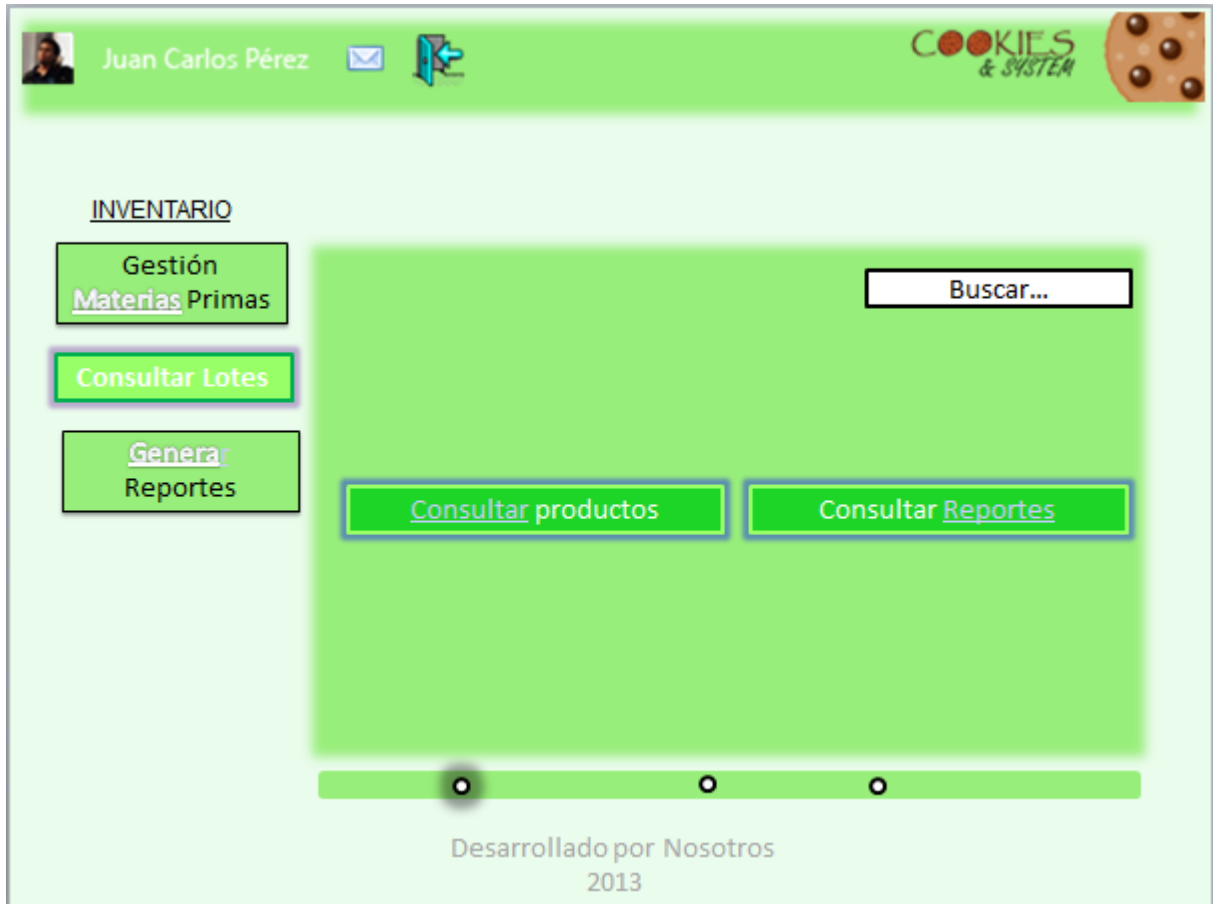 Juan Carlos Pérez
COOKIES
& SYSTEM
INVENTARIO
Gestión
Materias Primas
Buscar...
Consultar Lotes
Generar
Reportes
Consultar productos
Consultar Reportes
Desarrollado por Nosotros
2013